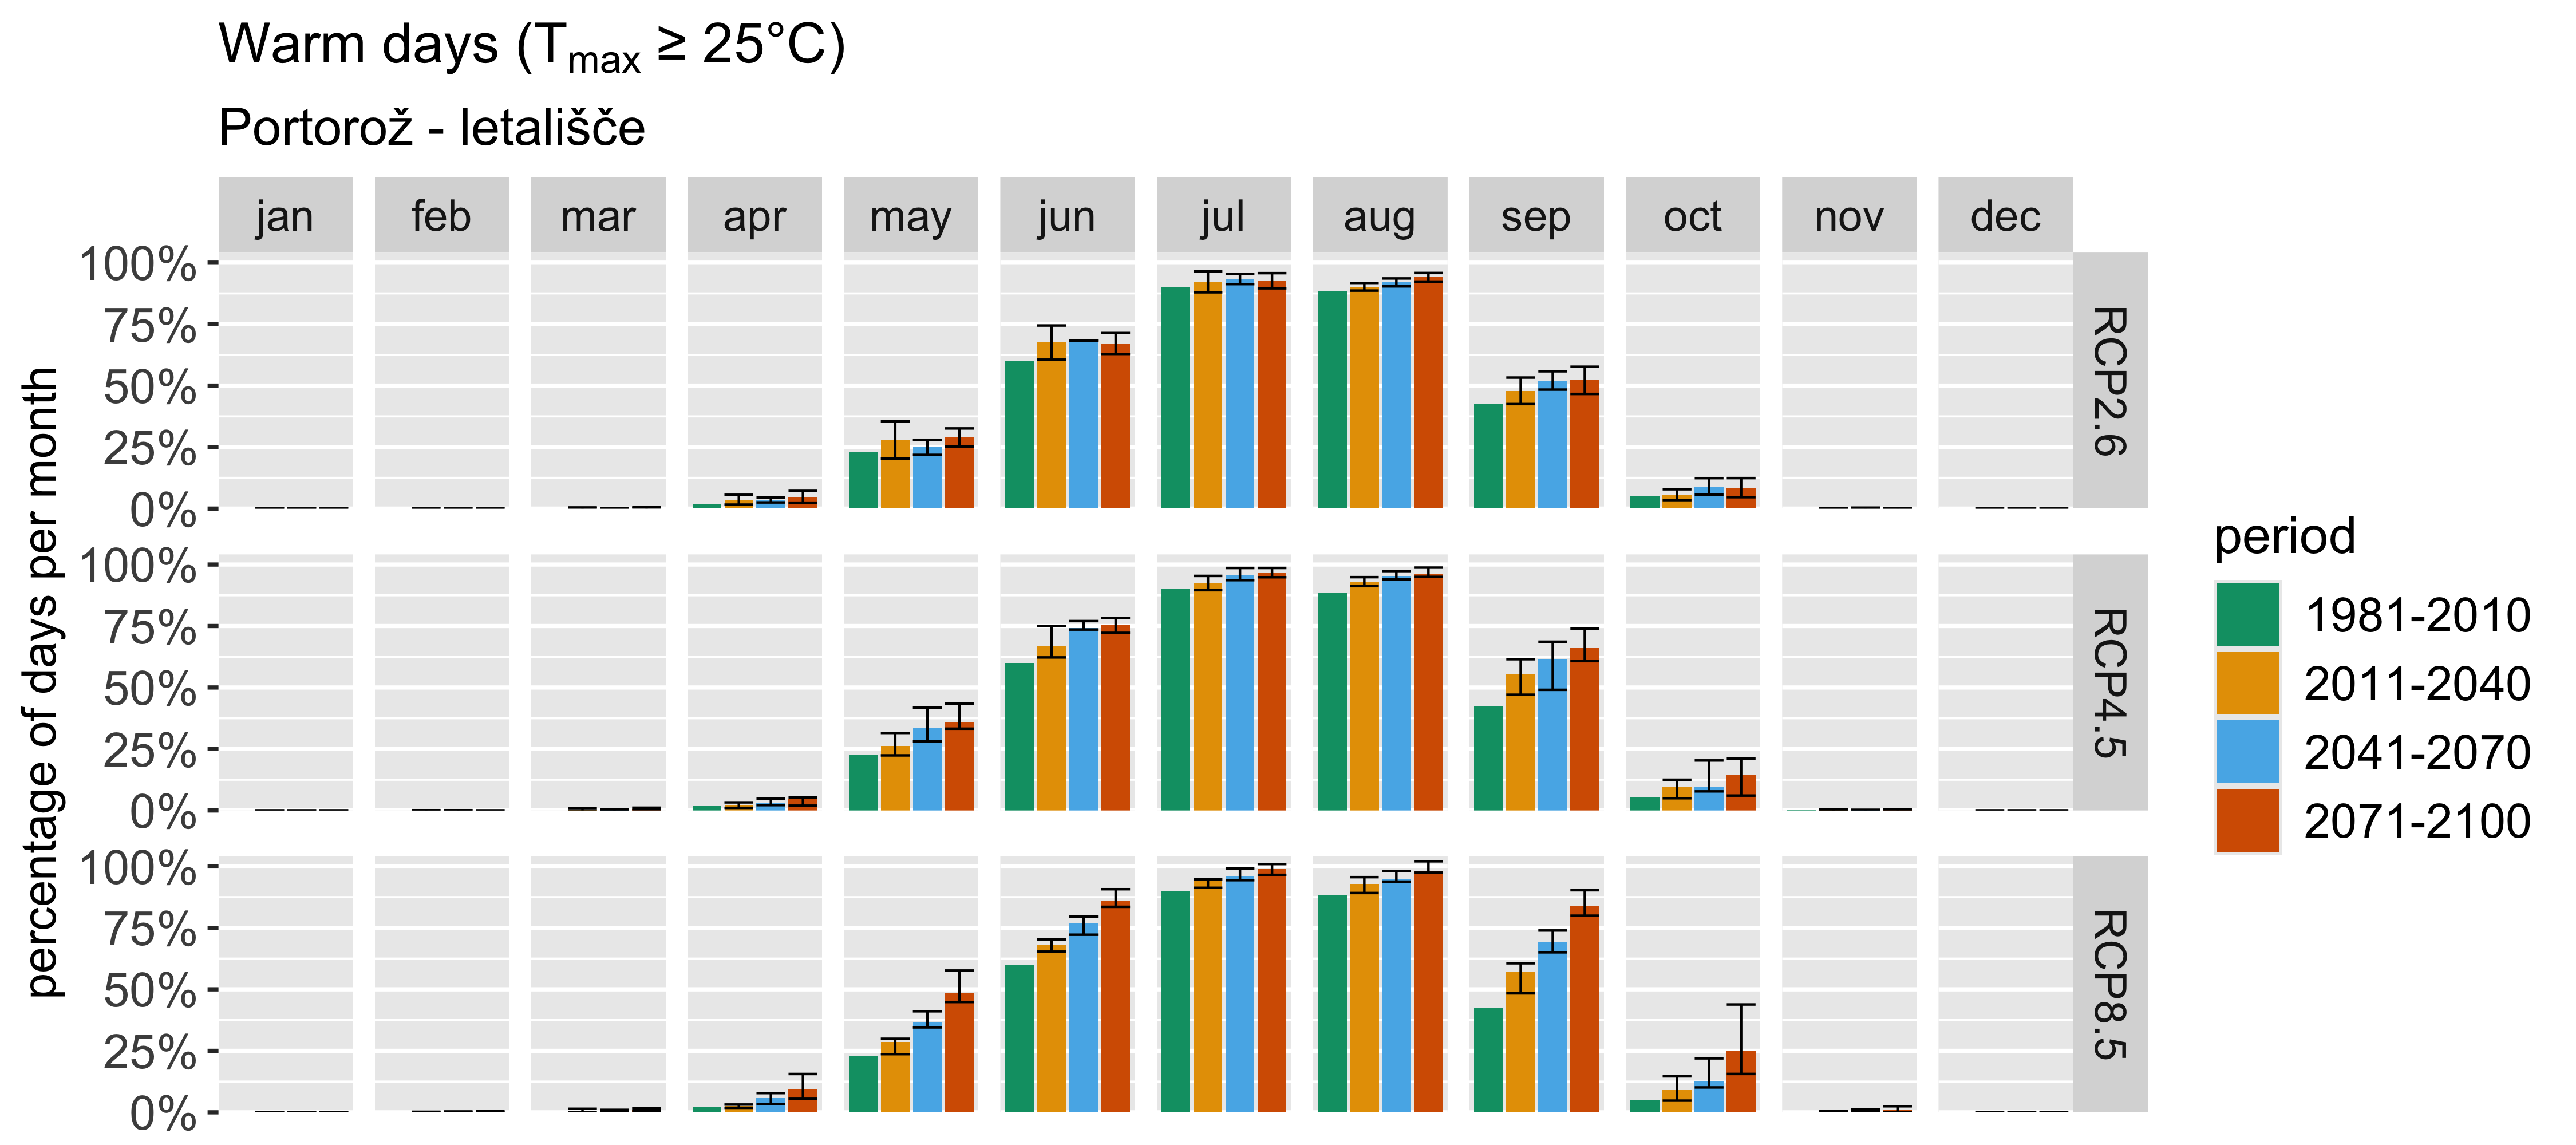 Warm days (Tmax ≥ 25°C)
Portorož - letališče
jan feb mar apr may jun jul aug sep oct nov dec
percentage of days per month
100%
75%
50%
25%
0%
RCP2.6
100%
75%
50%
25%
0%
RCP4.5
100%
75%
50%
25%
0%
RCP8.5
period
1981-2010
2011-2040
2041-2070
2071-2100